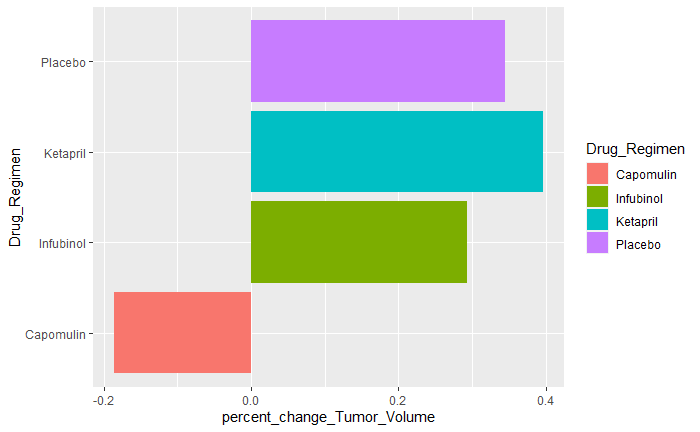 Placebo
Ketapril
Infubinol
Capomulin
Drug_Regimen
-0.2 0.0 0.2 0.4
percent_change_Tumor_Volume
Drug_Regimen
Capomulin
Infubinol
Ketapril
Placebo